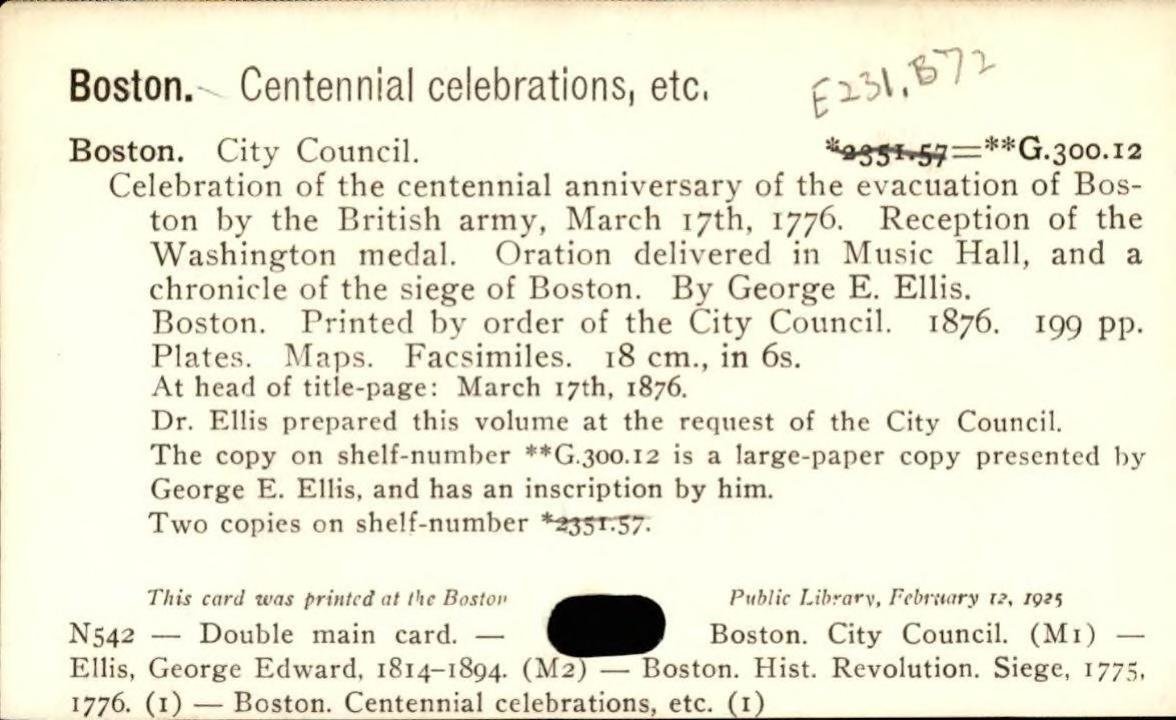 Boston. Centennial celebrations, etc.
E231.B72
Boston. City Council. *2351.57=**G.300.12
Celebration of the centennial anniversary of the evacuation of Bos-
ton by the British army, March 17th, 1776. Reception of the
Washington medal. Oration delivered in Music Hall, and a
chronicle of the siege of Boston. By George E. Ellis.
Boston. Printed by order of the City Council. 1876. 199 pp.
Plates. Maps. Facsimiles. 18 cm., in 6s.
At head of title-page: March 17th, 1876.
Dr. Ellis prepared this volume at the request of the City Council.
The copy on shelf-number **G.300.12 is a large-paper copy presented by
George E. Ellis, and has an inscription by him.
Two copies on shelf-number *2351.57.
This card was printed at the Boston Public Library, February 12, 1925
N542 — Double main card. — Boston. City Council. (M1) —
Ellis, George Edward, 1814–1894. (M2) — Boston. Hist. Revolution. Siege, 1775,
1776. (1) — Boston. Centennial celebrations, etc. (1)